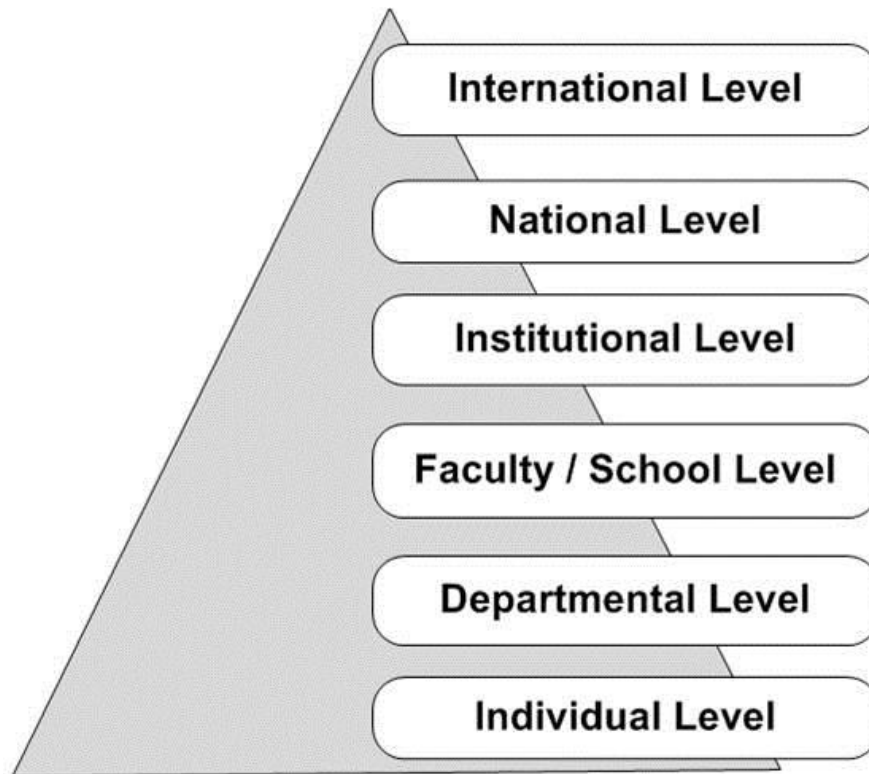 International Level
National Level
Institutional Level
Faculty / School Level
Departmental Level
Individual Level